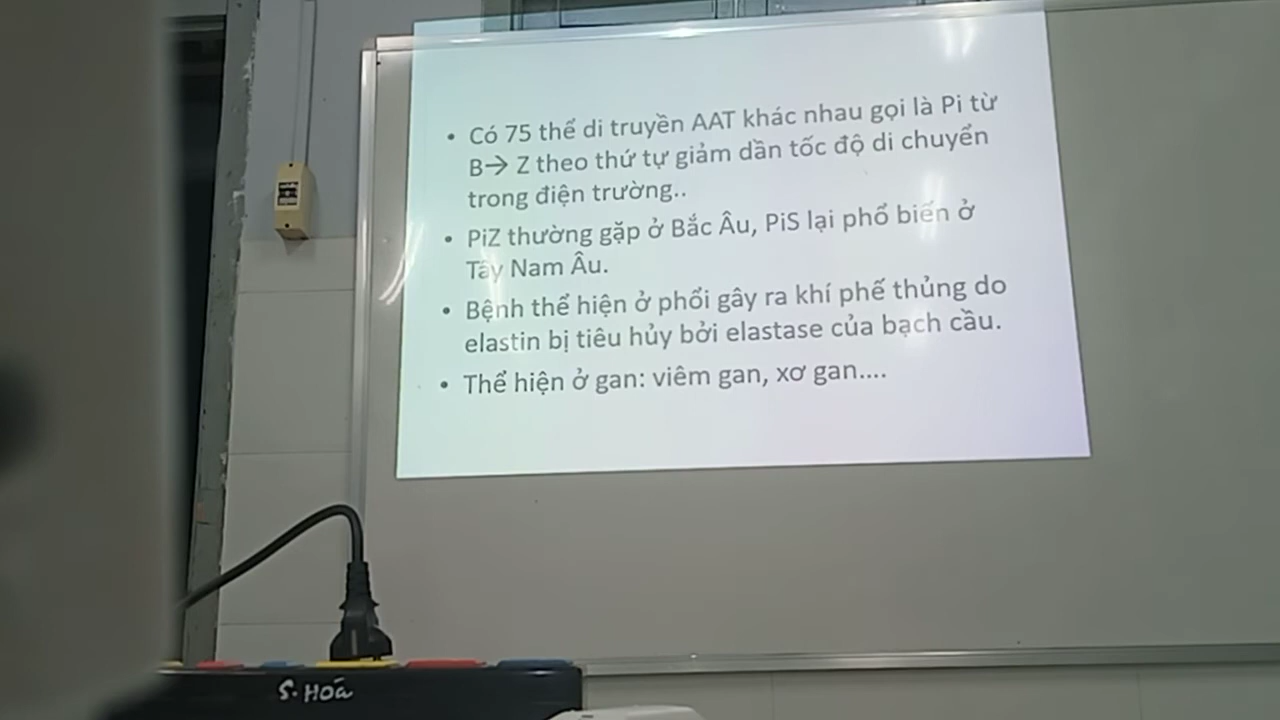 • Có 75 thể di truyền AAT khác nhau gọi là Pi từ
B→ Z theo thứ tự giảm dần tốc độ di chuyển
trong điện trường..
• PiZ thường gặp ở Bắc Âu, PiS lại phổ biến ở
Tây Nam Âu.
• Bệnh thể hiện ở phổi gây ra khí phế thủng do
elastin bị tiêu hủy bởi elastase của bạch cầu.
• Thể hiện ở gan: viêm gan, xơ gan....
S. Hoá